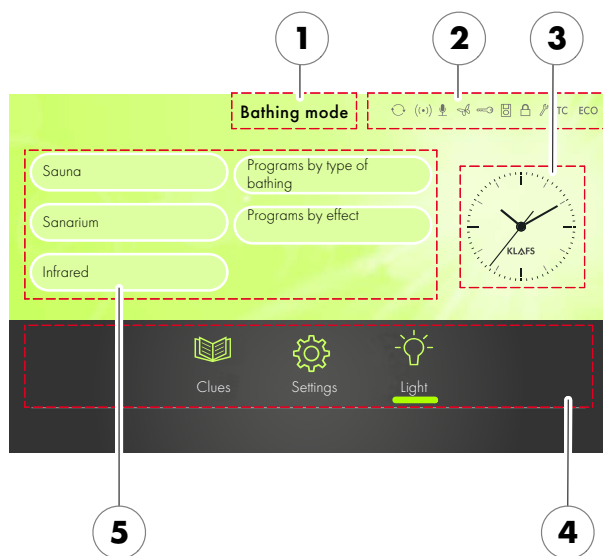 1
2
3
Bathing mode
TC
ECO
Sauna
Programs by type of
bathing
Sanarium
Programs by effect
Infrared
KLAFS
Clues
Settings
Light
5
4